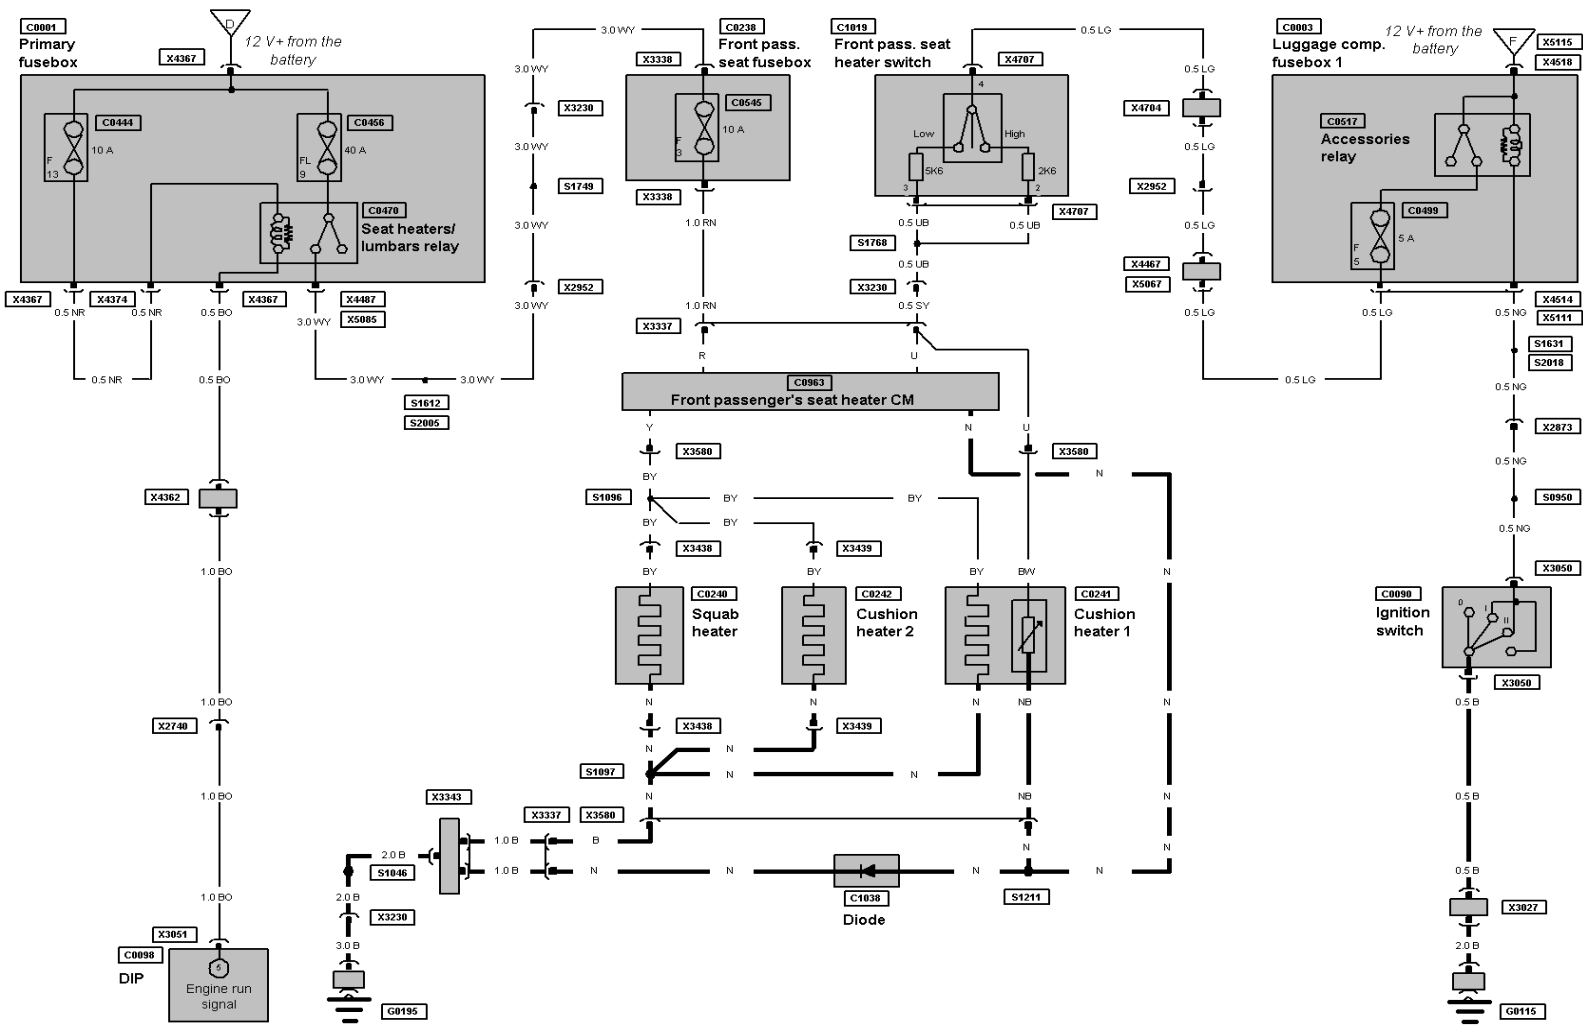 C0001
Primary
fusebox
D
12 V+ from the
battery
X4367
C0444
F
13
10 A
C0456
FL
9
40 A
C0470
Seat heaters/
lumbars relay
X4367
X4374
X4367
X4487
X5085
0.5 NR
0.5 NR
0.5 BO
3.0 WY
0.5 NR
0.5 BO
3.0 WY
3.0 WY
S1612
S2005
X4362
1.0 BO
1.0 BO
X2740
1.0 BO
1.0 BO
X3051
C0098
DIP
5
Engine run
signal
3.0 WY
3.0 WY
X3230
3.0 WY
S1749
3.0 WY
X2952
3.0 WY
C0238
Front pass.
seat fusebox
X3338
C0545
F
3
10 A
X3338
1.0 RN
1.0 RN
X3337
R
U
C0963
Front passenger's seat heater CM
C1019
Front pass. seat
heater switch
X4707
4
Low
High
5K6
2K6
3
2
X4707
0.5 UB
0.5 UB
S1768
0.5 UB
X3230
0.5 SY
0.5 LG
0.5 LG
X4704
0.5 LG
X2952
0.5 LG
X4467
X5067
0.5 LG
0.5 LG
0.5 LG
C0003
Luggage comp.
fusebox 1
12 V+ from the
battery
F
X5115
X4518
C0517
Accessories
relay
C0499
F
5
5 A
X4514
X5111
0.5 NG
S1631
S2018
0.5 NG
X2873
0.5 NG
S0950
0.5 NG
X3050
C0090
Ignition
switch
0
I
II
X3050
0.5 B
0.5 B
0.5 B
X3027
2.0 B
G0115
Y
N
U
X3580
X3580
BY
N
S1096
BY
BY
BY
BY
X3438
X3439
BY
BY
BY
BW
N
C0240
Squab
heater
C0242
Cushion
heater 2
C0241
Cushion
heater 1
N
N
N
NB
N
X3438
X3439
N
N
S1097
N
N
N
NB
N
X3343
X3337
X3580
1.0 B
B
N
N
2.0 B
S1046
1.0 B
N
N
N
N
C1038
Diode
S1211
2.0 B
X3230
3.0 B
G0195